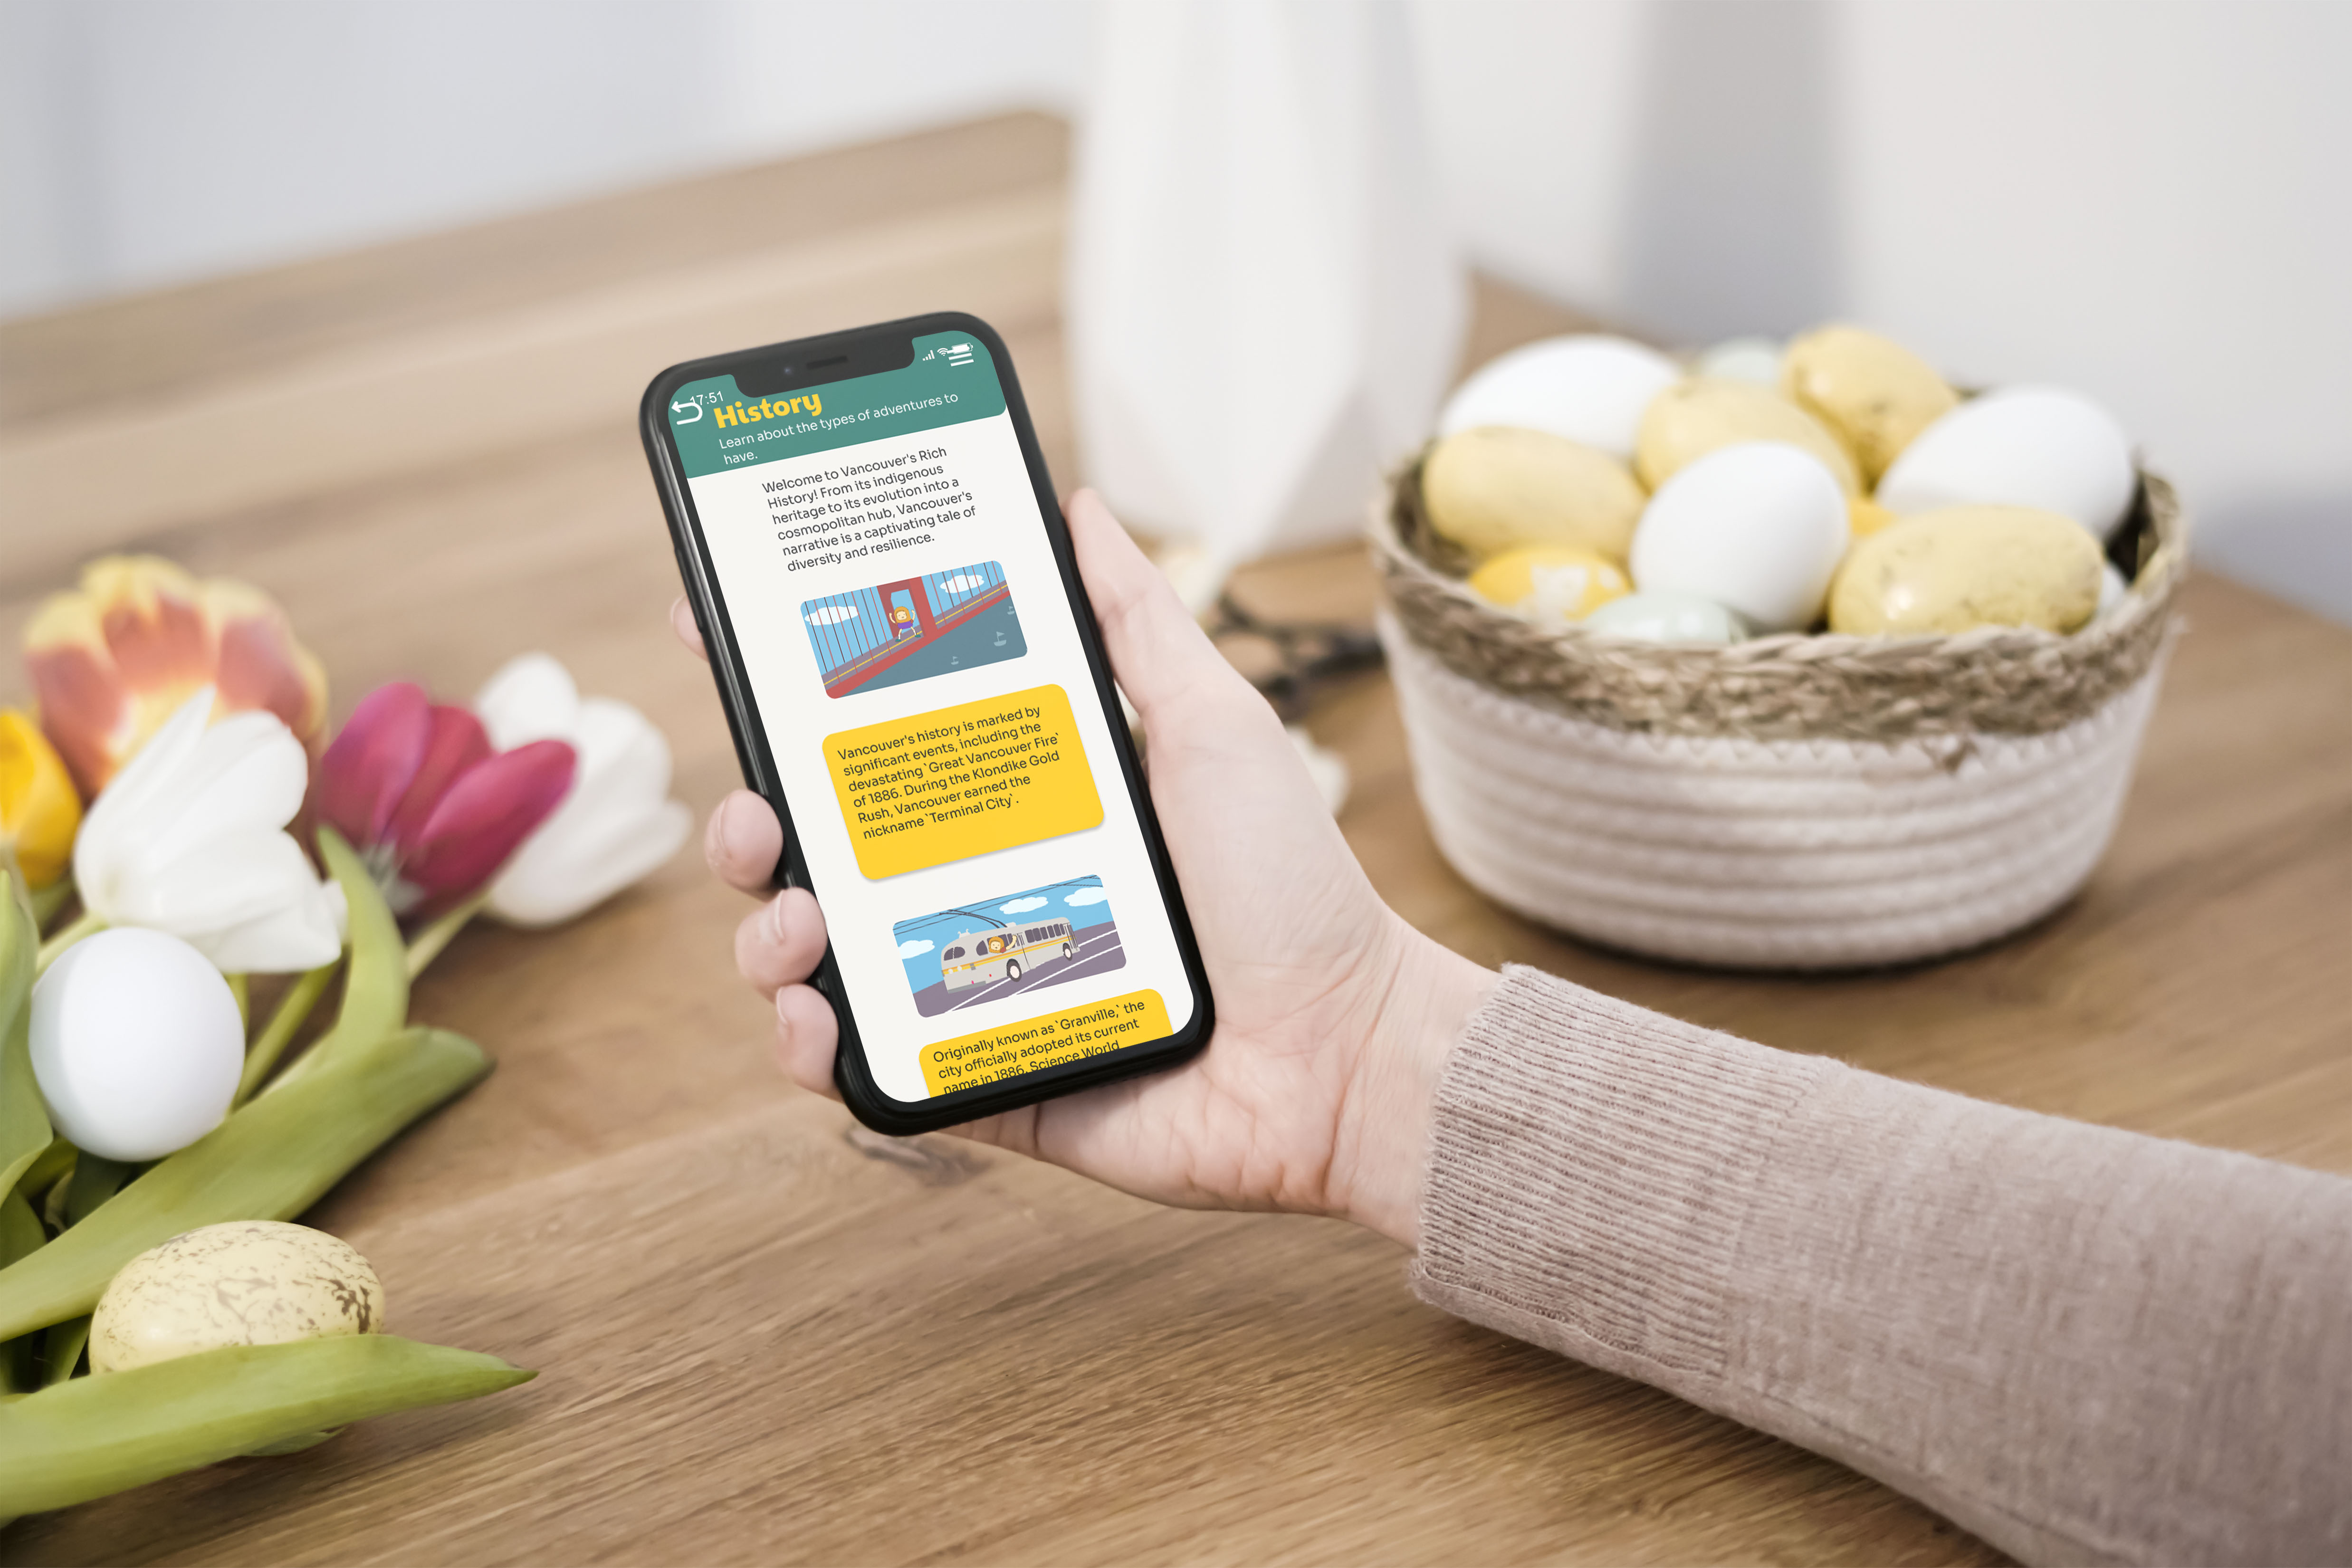 17:51
History
Learn about the types of adventures to
have.
Welcome to Vancouver's Rich
History! From its indigenous
heritage to its evolution into a
cosmopolitan hub, Vancouver's
narrative is a captivating tale of
diversity and resilience.
Vancouver's history is marked by
significant events, including the
devastating `Great Vancouver Fire`
of 1886. During the Klondike Gold
Rush, Vancouver earned the
nickname `Terminal City`.
Originally known as `Granville,` the
city officially adopted its current
name in 1886. Science World